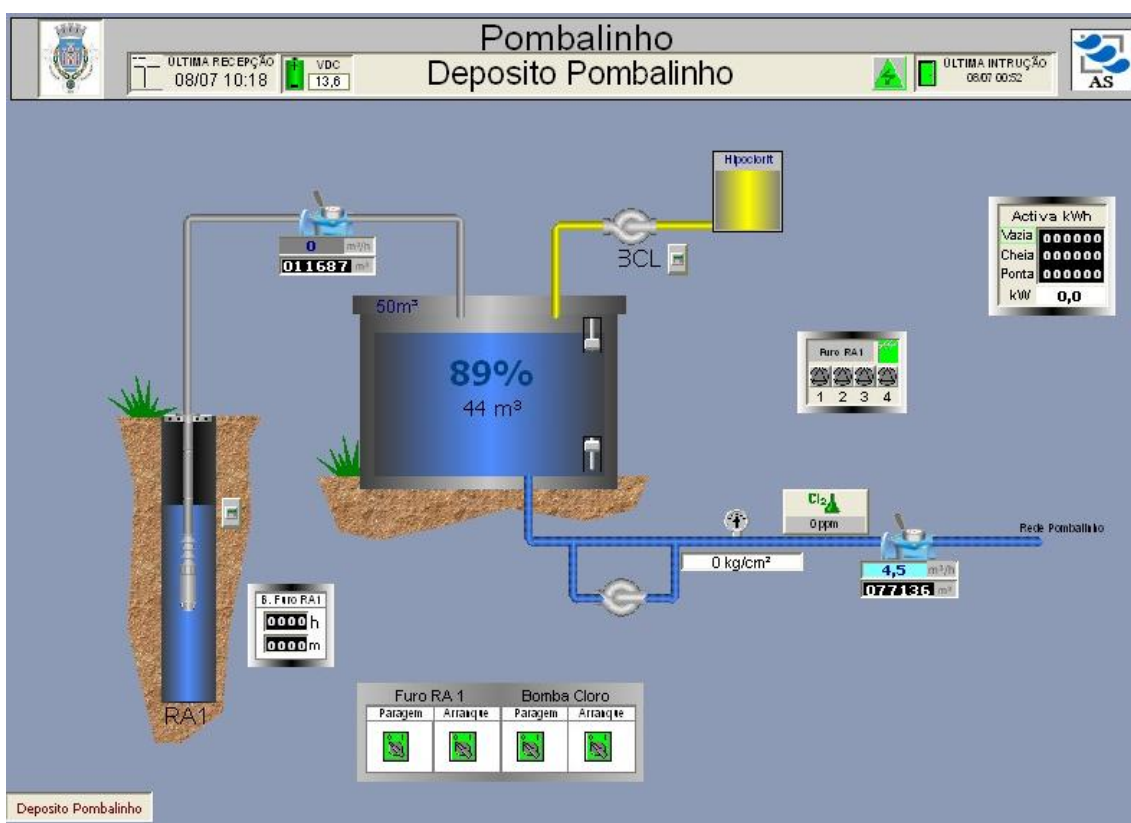 Pombalinho
Deposito Pombalinho
ÚLTIMA RECEPÇÃO
08/07 10:18
VDC
13,6
ÚLTIMA INTRUÇÃO
08/07 00:52
AS
Hipoclorit
0 m³/h
011687 m³
BCL
Activa kWh
Vazia 000000
Cheia 000000
Ponta 000000
kW 0,0
50m³
89%
44 m³
Furo RA1
1 2 3 4
Cl₂
0 ppm
Rede Pombalinho
0 kg/cm²
4,5 m³/h
077136 m³
B. Furo RA1
0000 h
0000 m
RA1
Furo RA 1 Bomba Cloro
Paragem Arranque Paragem Arranque
Deposito Pombalinho